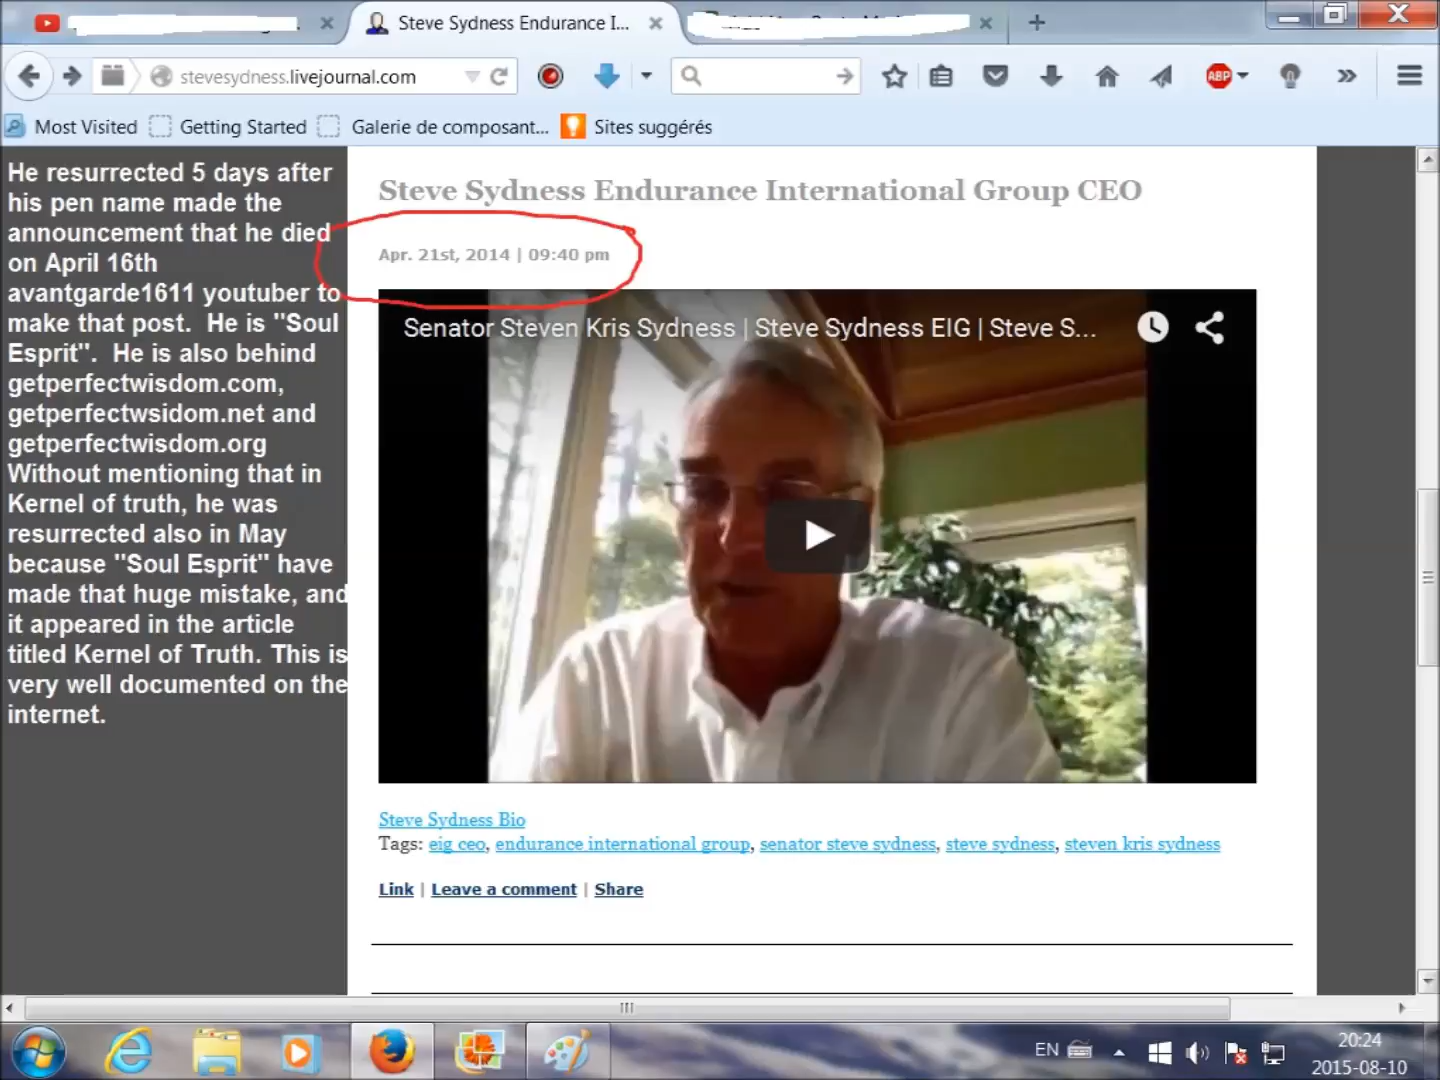 Steve Sydness Endurance I...
stevesydness.livejournal.com
ABP
Most Visited
Getting Started
Galerie de composant...
Sites suggérés
He resurrected 5 days after
his pen name made the
announcement that he died
on April 16th
avantgarde1611 youtuber to
make that post. He is "Soul
Esprit". He is also behind
getperfectwisdom.com,
getperfectwsidom.net and
getperfectwisdom.org
Without mentioning that in
Kernel of truth, he was
resurrected also in May
because "Soul Esprit" have
made that huge mistake, and
it appeared in the article
titled Kernel of Truth. This is
very well documented on the
internet.
Steve Sydness Endurance International Group CEO
Apr. 21st, 2014 | 09:40 pm
Senator Steven Kris Sydness | Steve Sydness EIG | Steve S...
Steve Sydness Bio
Tags: eig ceo, endurance international group, senator steve sydness, steve sydness, steven kris sydness
Link | Leave a comment | Share
EN
20:24
2015-08-10